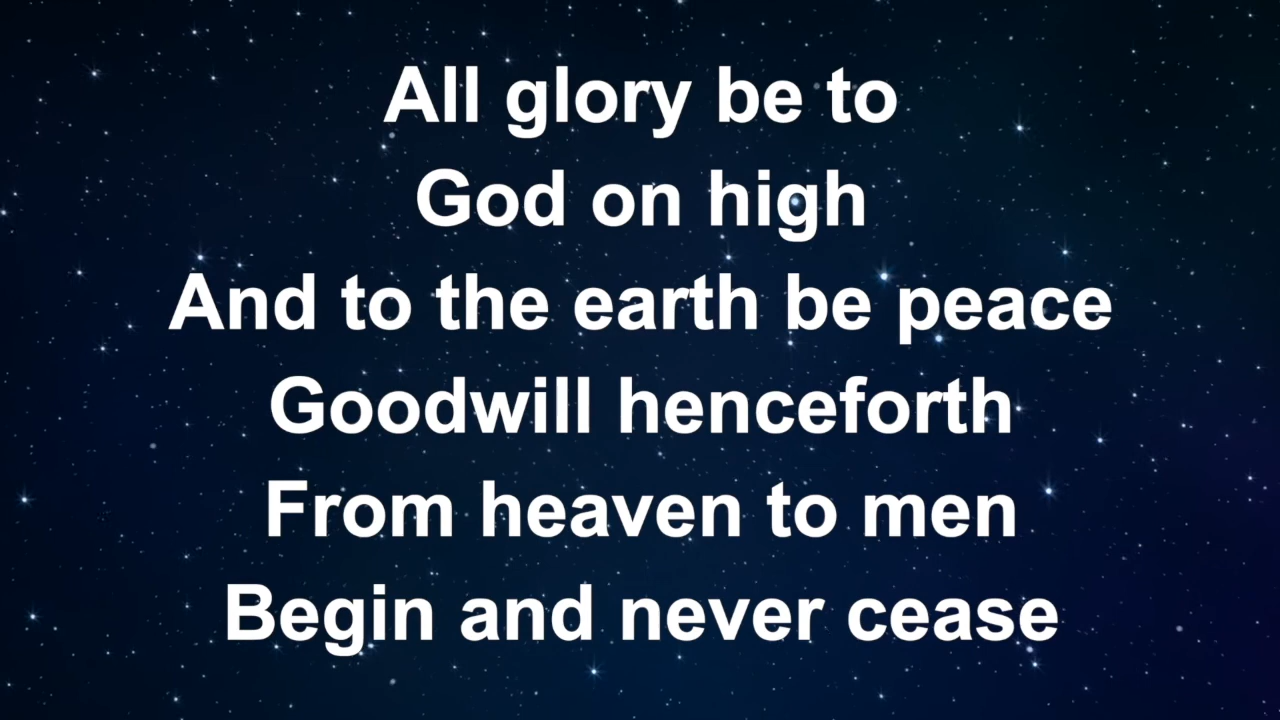 All glory be to
God on high
And to the earth be peace
Goodwill henceforth
From heaven to men
Begin and never cease